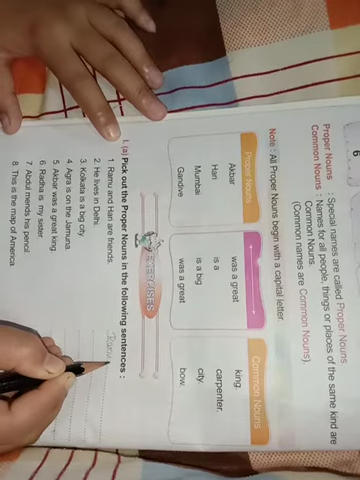 6
Proper Nouns : Special names are called Proper Nouns
Common Nouns : Names for all people, things or places of the same kind are
Common Nouns.
(Common names are Common Nouns).
Note : All Proper Nouns begin with a capital letter.
Proper Nouns Common Nouns
Akbar was a great king.
Hari is a carpenter.
Mumbai is a big city.
Gandive was a great bow.
EXERCISES
I. (a) Pick out the Proper Nouns in the following sentences :
1. Ramu and Hari are friends.
2. He lives in Delhi.
3. Kolkata is a big city.
4. Agra is on the Jamuna.
5. Akbar was a great king.
6. Radha is my sister.
7. Abdul mends his pencil.
8. This is the map of America.